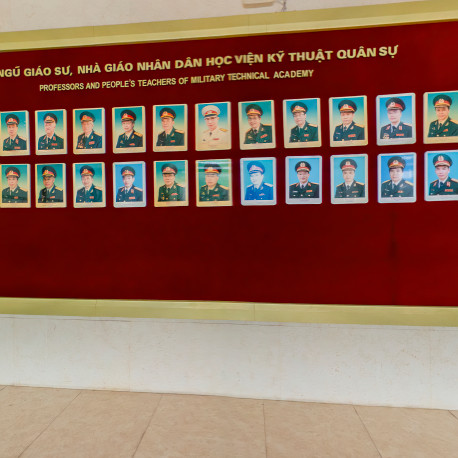 NGŨ GIÁO SƯ, NHÀ GIÁO NHÂN DÂN HỌC VIỆN KỸ THUẬT QUÂN SỰ
PROFESSORS AND PEOPLE'S TEACHERS OF MILITARY TECHNICAL ACADEMY